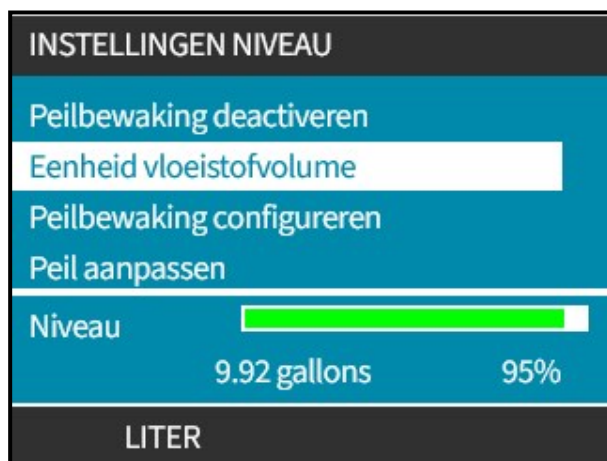 INSTELLINGEN NIVEAU
Peilbewaking deactiveren
Eenheid vloeistofvolume
Peilbewaking configureren
Peil aanpassen
Niveau
9.92 gallons 95%
LITER